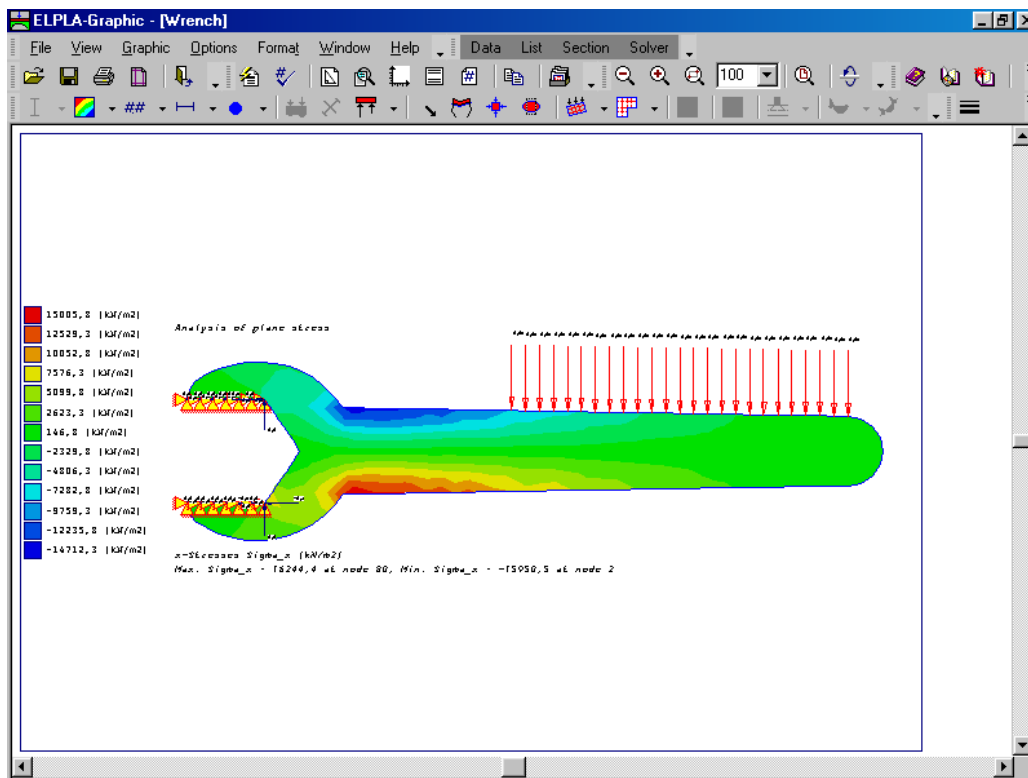 ELPLA-Graphic - [Wrench]
File View Graphic Options Format Window Help Data List Section Solver
100
15005,8 (kN/m2)
12529,3 (kN/m2)
10052,8 (kN/m2)
7576,3 (kN/m2)
5099,8 (kN/m2)
2623,3 (kN/m2)
146,8 (kN/m2)
-2329,8 (kN/m2)
-4806,3 (kN/m2)
-7282,8 (kN/m2)
-9759,3 (kN/m2)
-12235,8 (kN/m2)
-14712,3 (kN/m2)
Analysis of plane stress
x-Stresses Sigma_x (kN/m2)
Max. Sigma_x - 16244,4 at node 80, Min. Sigma_x - -15950,5 at node 2